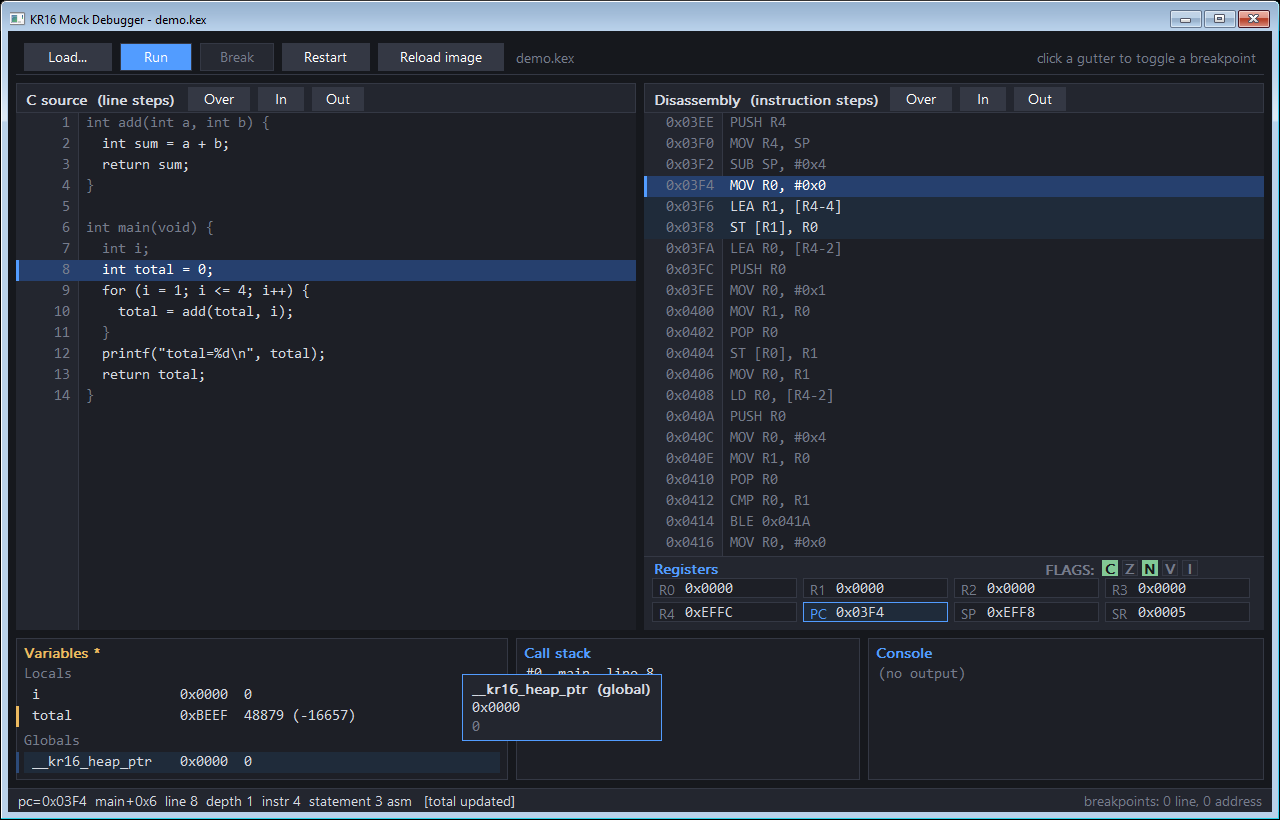 KR16 Mock Debugger - demo.kex
Load... Run Break Restart Reload image demo.kex click a gutter to toggle a breakpoint
C source (line steps) Over In Out
1 int add(int a, int b) {
2 int sum = a + b;
3 return sum;
4 }
5
6 int main(void) {
7 int i;
8 int total = 0;
9 for (i = 1; i <= 4; i++) {
10 total = add(total, i);
11 }
12 printf("total=%d\n", total);
13 return total;
14 }
Disassembly (instruction steps) Over In Out
0x03EE PUSH R4
0x03F0 MOV R4, SP
0x03F2 SUB SP, #0x4
0x03F4 MOV R0, #0x0
0x03F6 LEA R1, [R4-4]
0x03F8 ST [R1], R0
0x03FA LEA R0, [R4-2]
0x03FC PUSH R0
0x03FE MOV R0, #0x1
0x0400 MOV R1, R0
0x0402 POP R0
0x0404 ST [R0], R1
0x0406 MOV R0, R1
0x0408 LD R0, [R4-2]
0x040A PUSH R0
0x040C MOV R0, #0x4
0x040E MOV R1, R0
0x0410 POP R0
0x0412 CMP R0, R1
0x0414 BLE 0x041A
0x0416 MOV R0, #0x0
Registers FLAGS: C Z N V I
R0 0x0000 R1 0x0000 R2 0x0000 R3 0x0000
R4 0xEFFC PC 0x03F4 SP 0xEFF8 SR 0x0005
Variables *
Locals
i 0x0000 0
total 0xBEEF 48879 (-16657)
Globals
__kr16_heap_ptr 0x0000 0
Call stack
#0 main line 8
__kr16_heap_ptr (global)
0x0000
0
Console
(no output)
pc=0x03F4 main+0x6 line 8 depth 1 instr 4 statement 3 asm [total updated] breakpoints: 0 line, 0 address